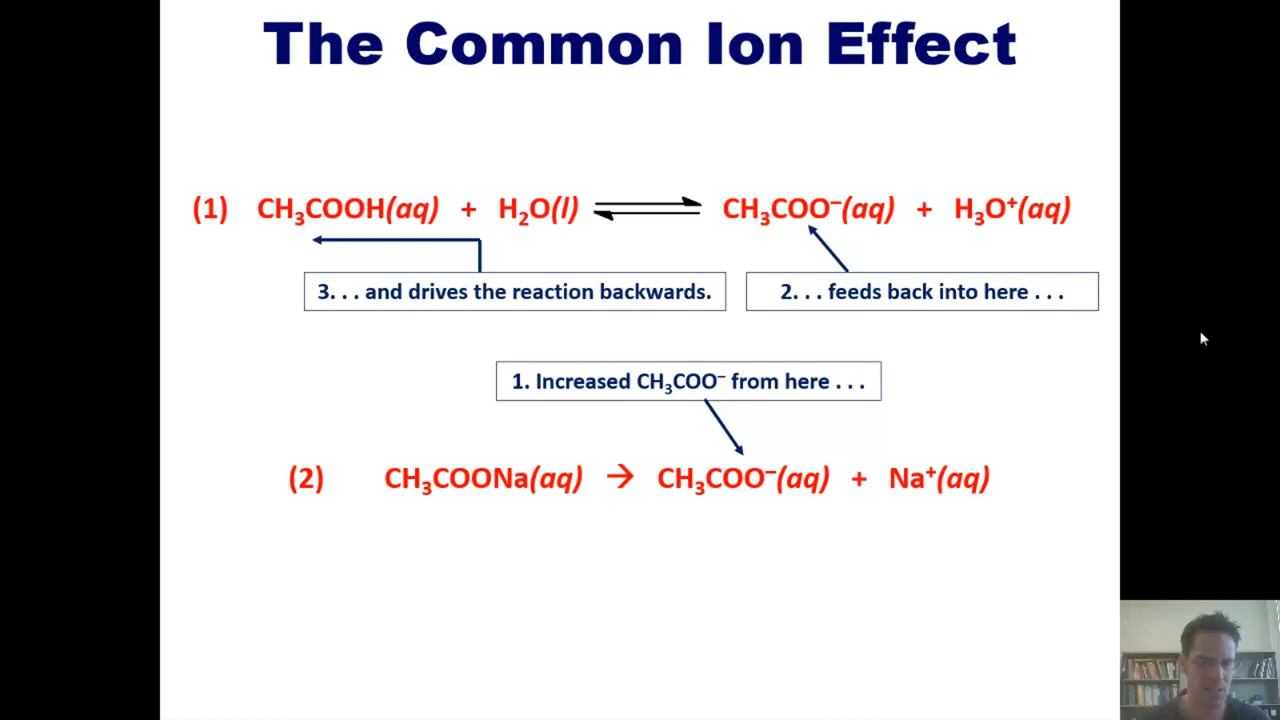 The Common Ion Effect
(1) CH₃COOH(aq) + H₂O(l) ⇌ CH₃COO⁻(aq) + H₃O⁺(aq)
3. . . and drives the reaction backwards.
2. . . feeds back into here . . .
1. Increased CH₃COO⁻ from here . . .
(2) CH₃COONa(aq) → CH₃COO⁻(aq) + Na⁺(aq)